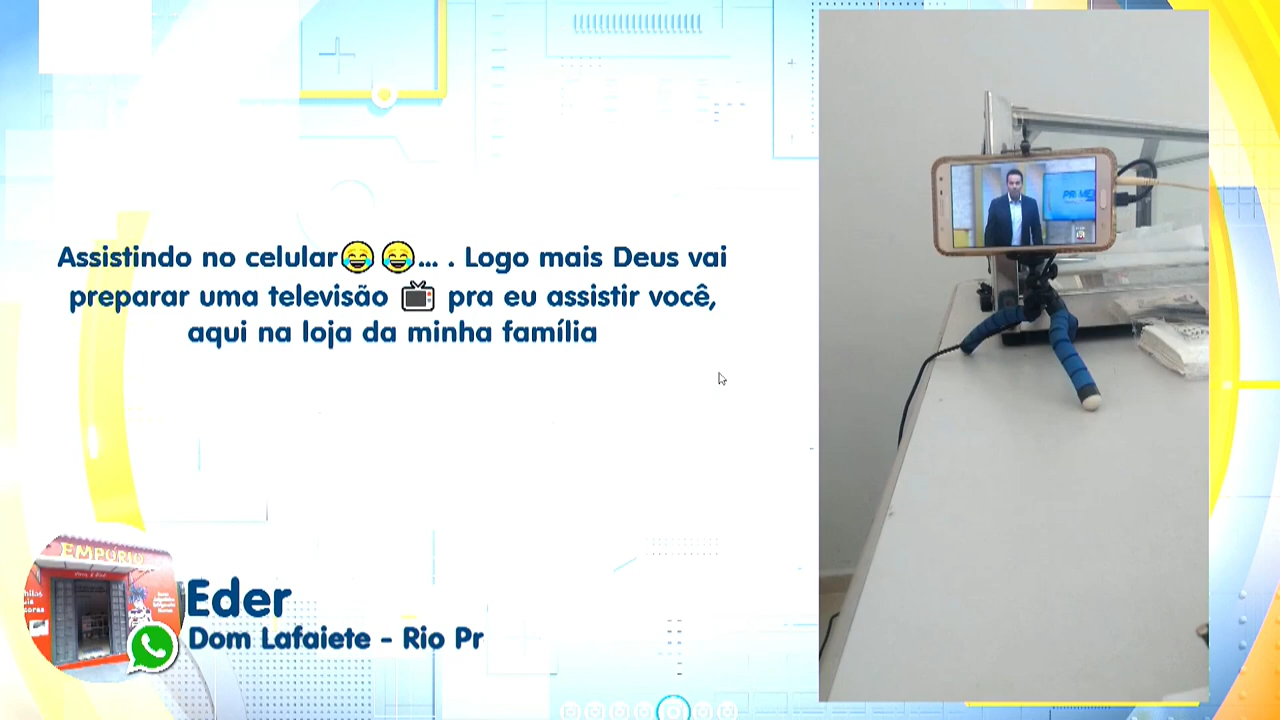 Assistindo no celular😂😂... . Logo mais Deus vai
preparar uma televisão 📺 pra eu assistir você,
aqui na loja da minha família
EMPÓRIO
Eder
Dom Lafaiete - Rio Pr